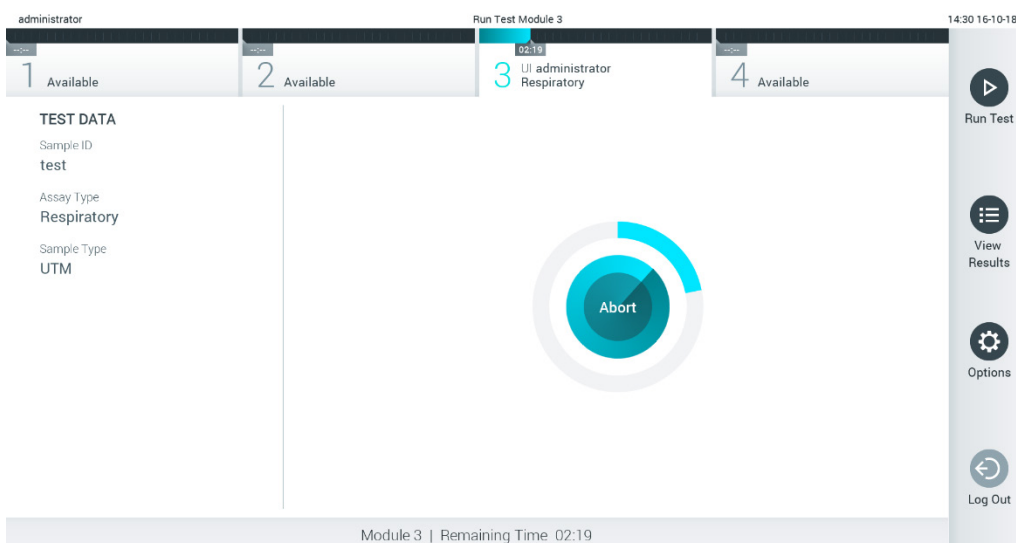 administrator
Run Test Module 3
14:30 16-10-18
--:--
1 Available
--:--
2 Available
02:19
3 UI administrator
Respiratory
--:--
4 Available
TEST DATA
Sample ID
test
Assay Type
Respiratory
Sample Type
UTM
Abort
Run Test
View
Results
Options
Log Out
Module 3 | Remaining Time 02:19